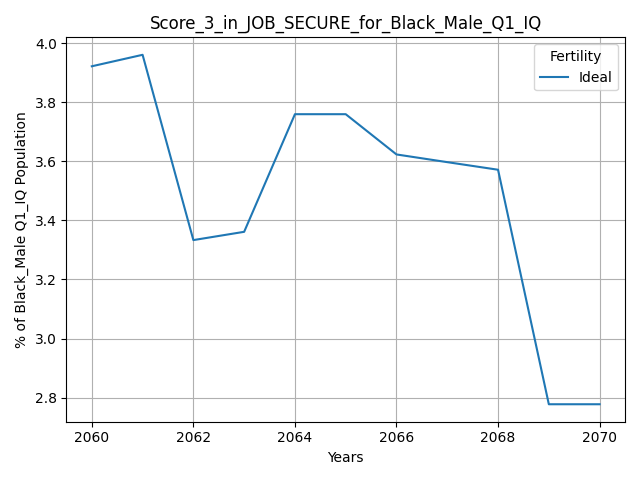 Score_3_in_JOB_SECURE_for_Black_Male_Q1_IQ
% of Black_Male Q1_IQ Population
4.0
3.8
3.6
3.4
3.2
3.0
2.8
Fertility
Ideal
2060
2062
2064
2066
2068
2070
Years